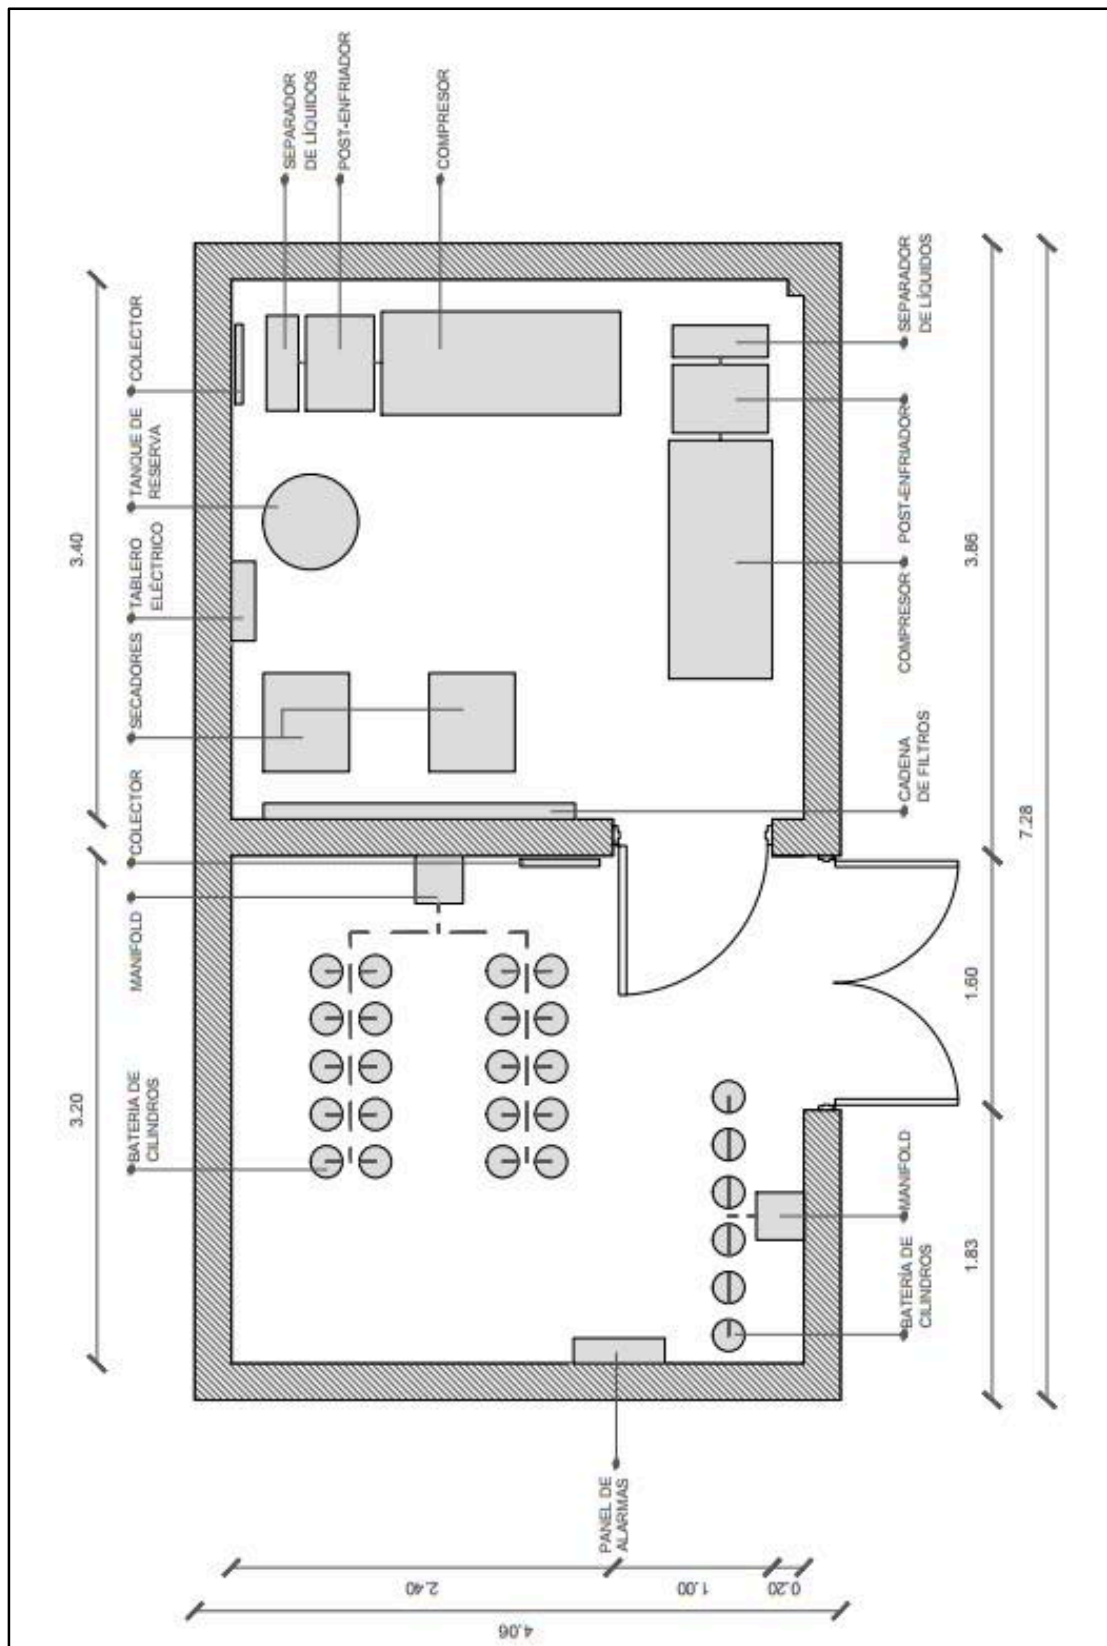 SEPARADOR
DE LÍQUIDOS
POST-ENFRIADOR
COMPRESOR
COLECTOR
TANQUE DE
RESERVA
TABLERO
ELÉCTRICO
SECADORES
COLECTOR
MANIFOLD
BATERÍA DE
CILINDROS
3.40
3.20
SEPARADOR
DE LÍQUIDOS
POST-ENFRIADOR
COMPRESOR
CADENA
DE FILTROS
MANIFOLD
BATERÍA DE
CILINDROS
3.86
1.60
1.83
7.28
PANEL DE
ALARMAS
2.40
1.00
0.20
4.06